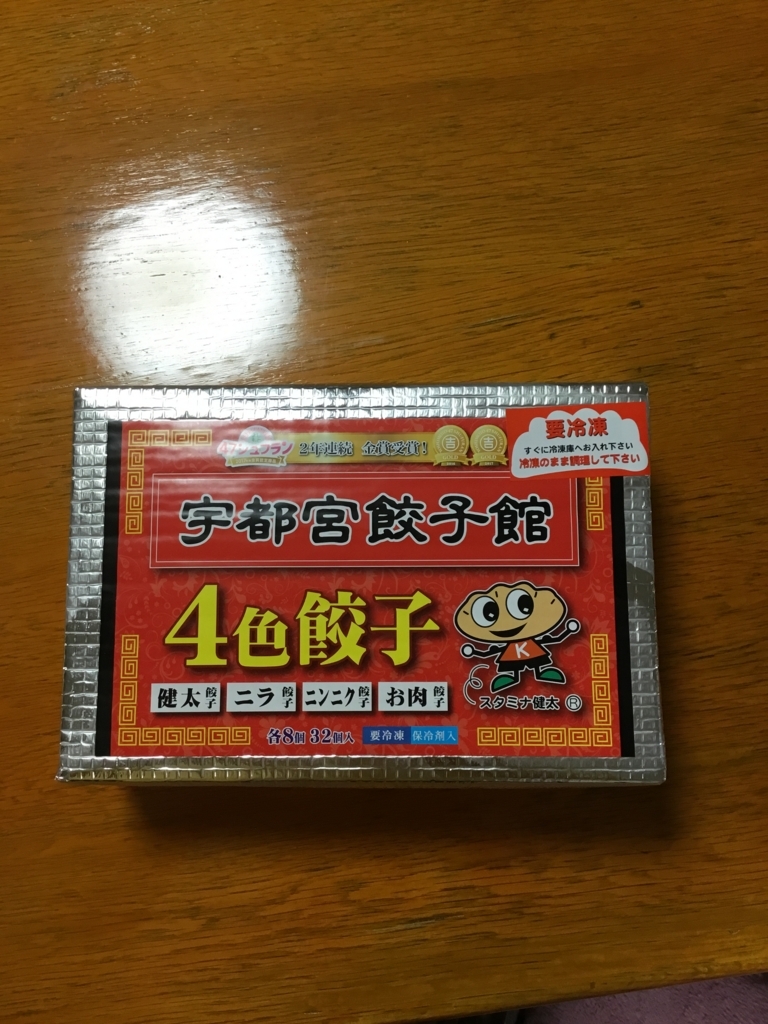 2年連続 金賞受賞!
吉 吉
要冷凍
すぐに冷凍庫へお入れ下さい
冷凍のまま調理して下さい
宇都宮餃子館
4色餃子
健太餃子 ニラ餃子 ニンニク餃子 お肉餃子
K
スタミナ健太 ®
各8個 32個入 要冷凍 保冷剤入